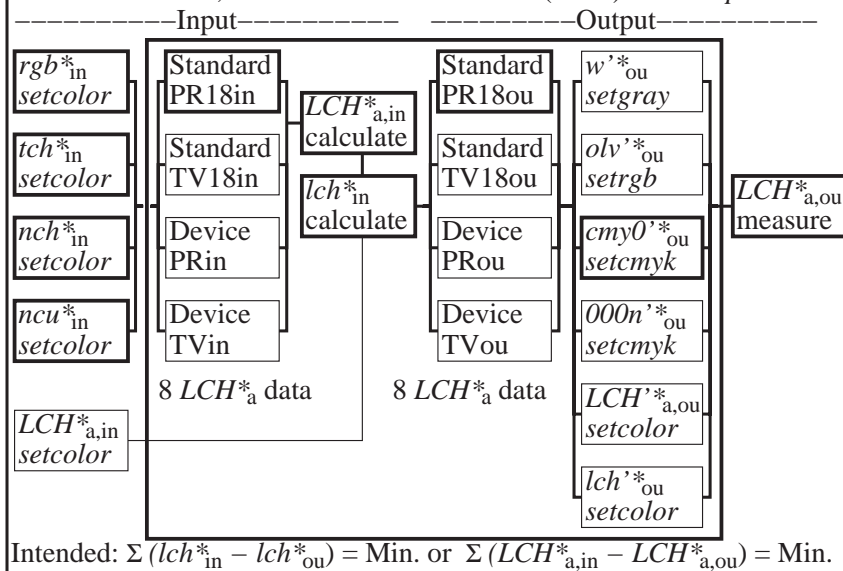 Input
Output
rgb*in
setcolor
tch*in
setcolor
nch*in
setcolor
ncu*in
setcolor
LCH*a,in
setcolor
Standard
PR18in
Standard
TV18in
Device
PRin
Device
TVin
8 LCH*a data
LCH*a,in
calculate
lch*in
calculate
Standard
PR18ou
Standard
TV18ou
Device
PRou
Device
TVou
8 LCH*a data
w'*ou
setgray
olv'*ou
setrgb
cmy0'*ou
setcmyk
000n'*ou
setcmyk
LCH'*a,ou
setcolor
lch'*ou
setcolor
LCH*a,ou
measure
Intended: Σ (lch*in – lch*ou) = Min. or Σ (LCH*a,in – LCH*a,ou) = Min.